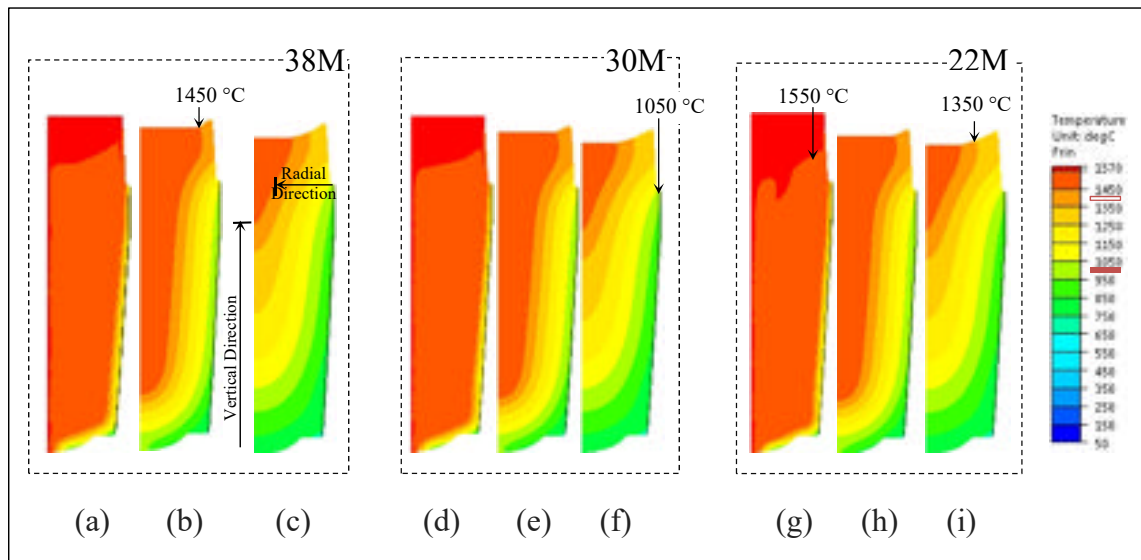 38M
30M
22M
1450 °C
1050 °C
1550 °C
1350 °C
Temperature
Unit: degC
1570
1450
1350
1250
1150
1050
950
850
750
650
550
450
350
250
150
50
Radial
Direction
Vertical Direction
(a)
(b)
(c)
(d)
(e)
(f)
(g)
(h)
(i)